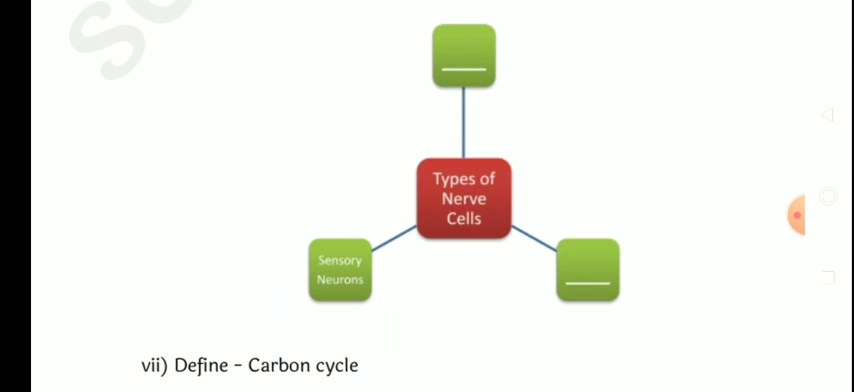 Types of
Nerve
Cells
Sensory
Neurons
vii) Define - Carbon cycle